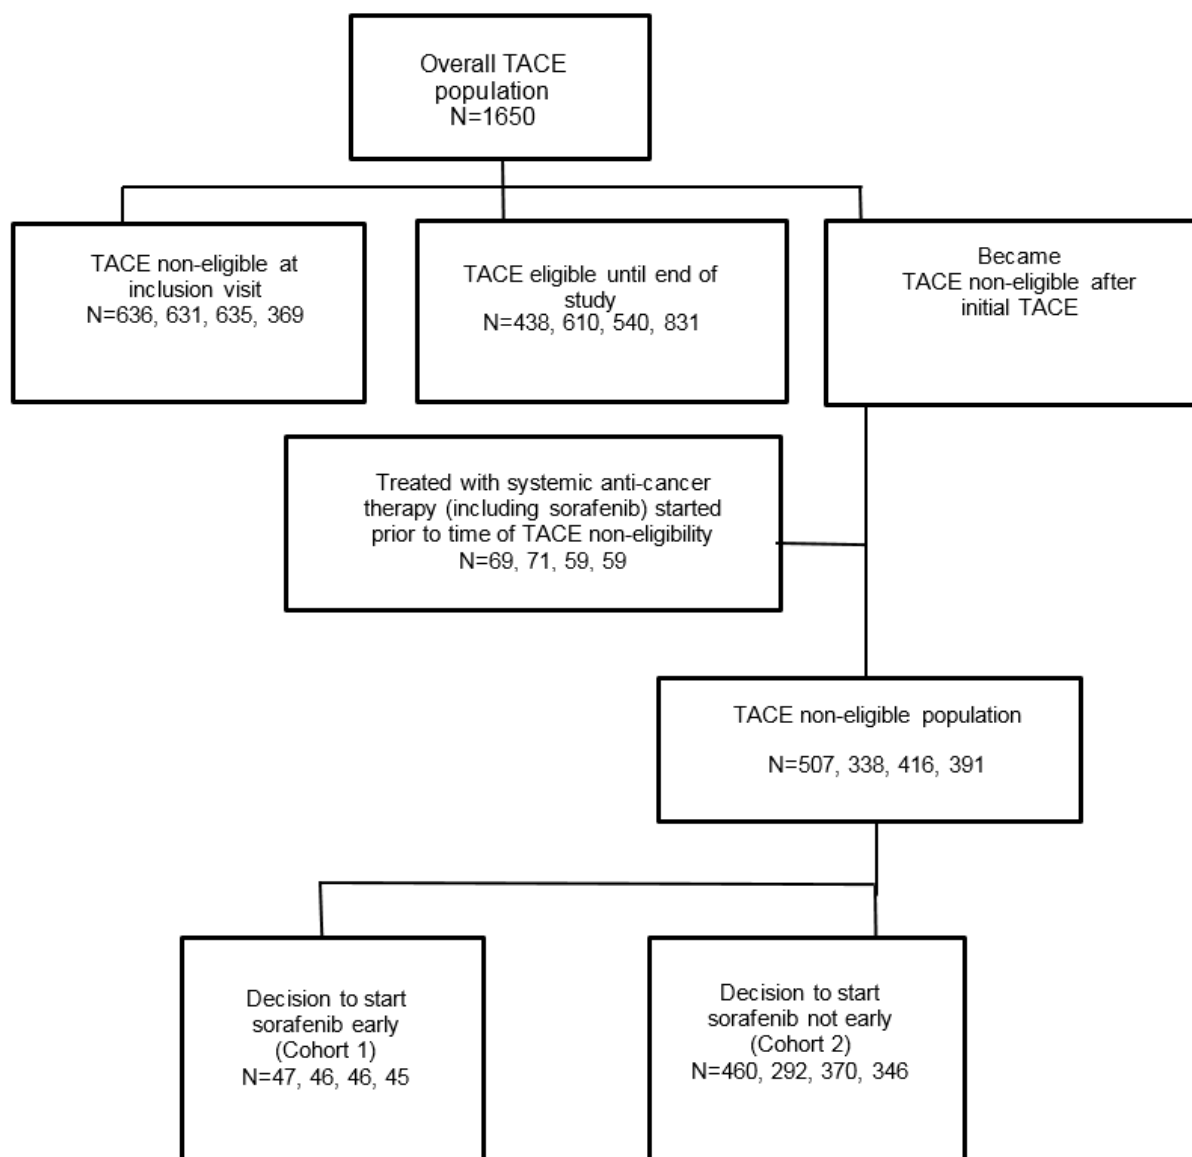 Overall TACE
population
N=1650
TACE non-eligible at
inclusion visit
N=636, 631, 635, 369
TACE eligible until end of
study
N=438, 610, 540, 831
Became
TACE non-eligible after
initial TACE
Treated with systemic anti-cancer
therapy (including sorafenib) started
prior to time of TACE non-eligibility
N=69, 71, 59, 59
TACE non-eligible population
N=507, 338, 416, 391
Decision to start
sorafenib early
(Cohort 1)
N=47, 46, 46, 45
Decision to start
sorafenib not early
(Cohort 2)
N=460, 292, 370, 346